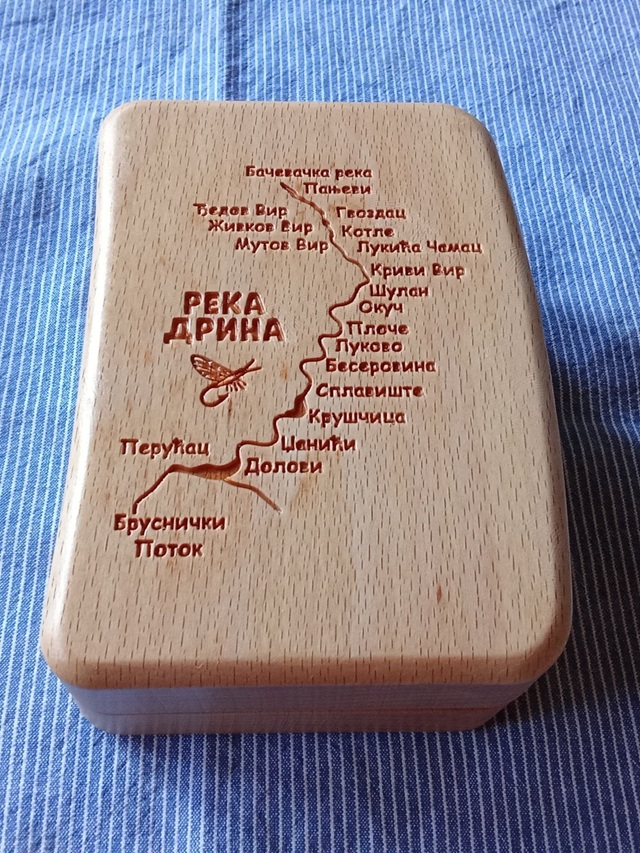 Бачевачка река
Пањеви
Ђедов Вир
Гвоздац
Живков Вир
Котле
Мутов Вир
Лукића Чамац
Криви Вир
Шулан
Окуч
РЕКА
ДРИНА
Плоче
Луково
Бесеровина
Сплавиште
Крушчица
Џенићи
Перућац
Долови
Бруснички
Поток